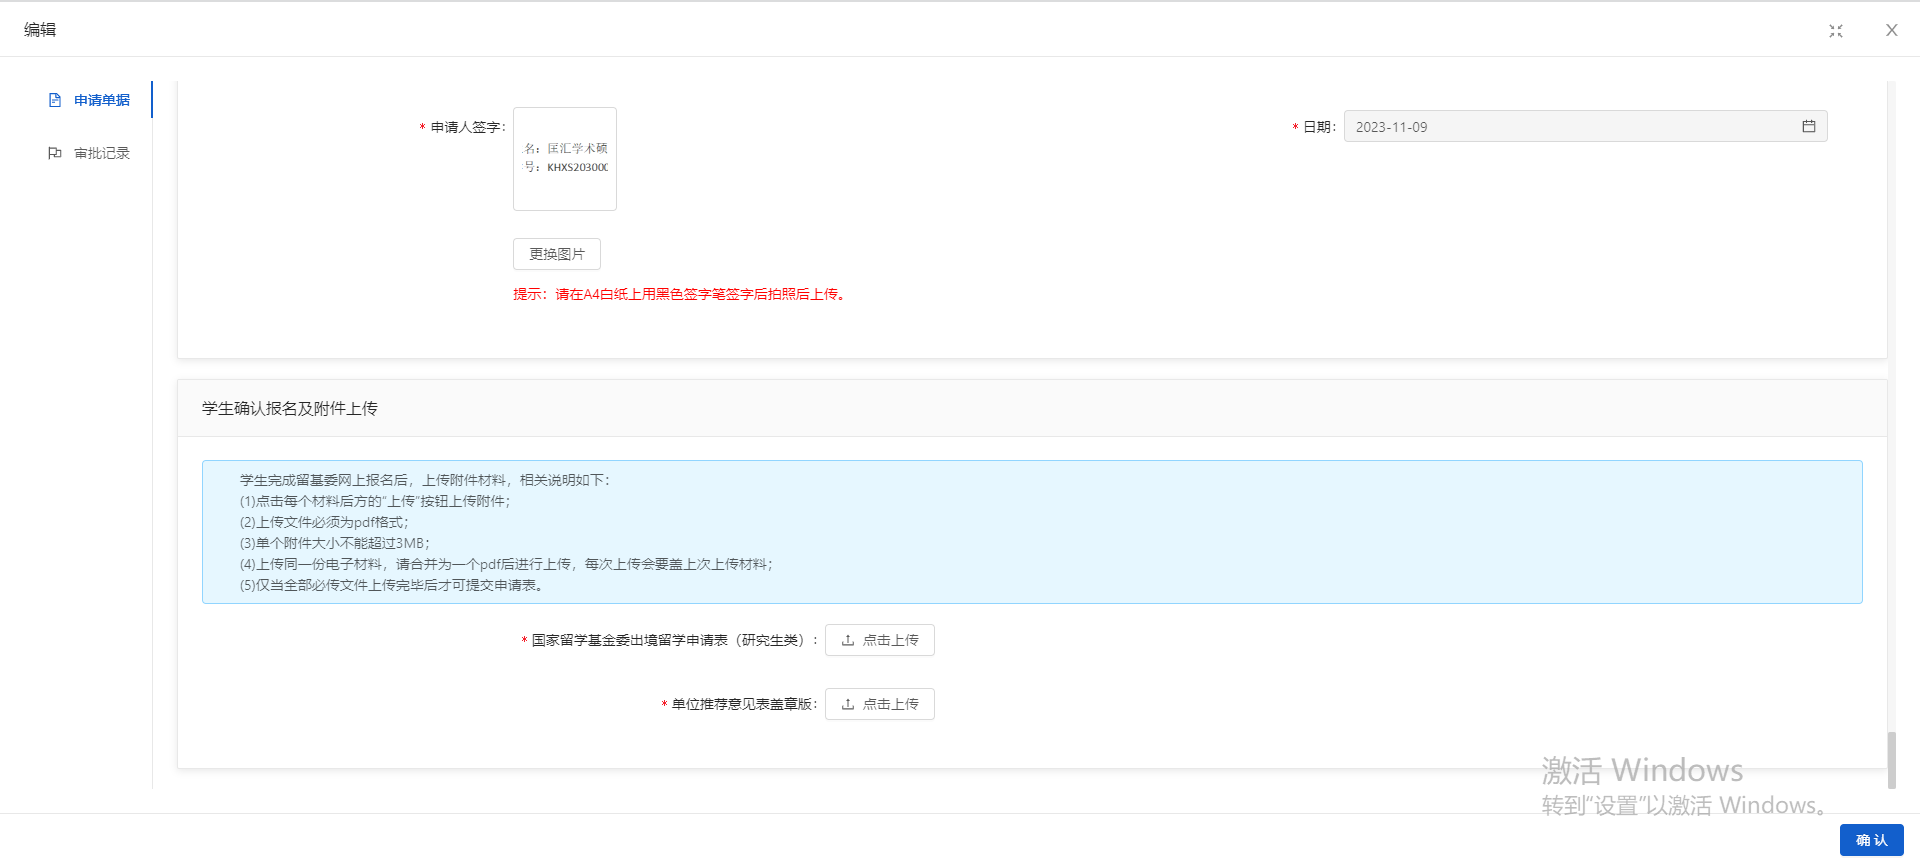 编辑
申请单据
审批记录
* 申请人签字：
名：匡汇学术硕
号：KHXS20300
* 日期：
2023-11-09
更换图片
提示：请在A4白纸上用黑色签字笔签字后拍照后上传。
学生确认报名及附件上传
学生完成留基委网上报名后，上传附件材料，相关说明如下：
(1)点击每个材料后方的“上传”按钮上传附件；
(2)上传文件必须为pdf格式；
(3)单个附件大小不能超过3MB；
(4)上传同一份电子材料，请合并为一个pdf后进行上传，每次上传会要盖上次上传材料；
(5)仅当全部必传文件上传完毕后才可提交申请表。
* 国家留学基金委出境留学申请表（研究生类）：
点击上传
* 单位推荐意见表盖章版：
点击上传
激活 Windows
转到“设置”以激活 Windows。
确 认